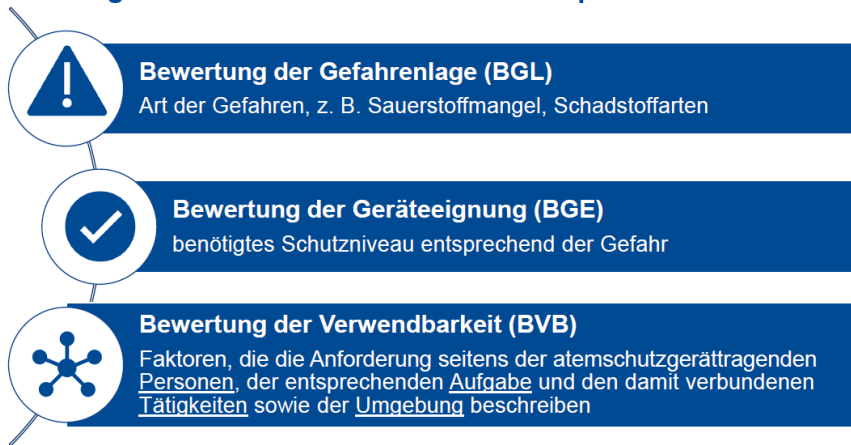 Bewertung der Gefahrenlage (BGL)
Art der Gefahren, z. B. Sauerstoffmangel, Schadstoffarten
Bewertung der Geräteeignung (BGE)
benötigtes Schutzniveau entsprechend der Gefahr
Bewertung der Verwendbarkeit (BVB)
Faktoren, die die Anforderung seitens der atemschutzgerättragenden
Personen, der entsprechenden Aufgabe und den damit verbundenen
Tätigkeiten sowie der Umgebung beschreiben